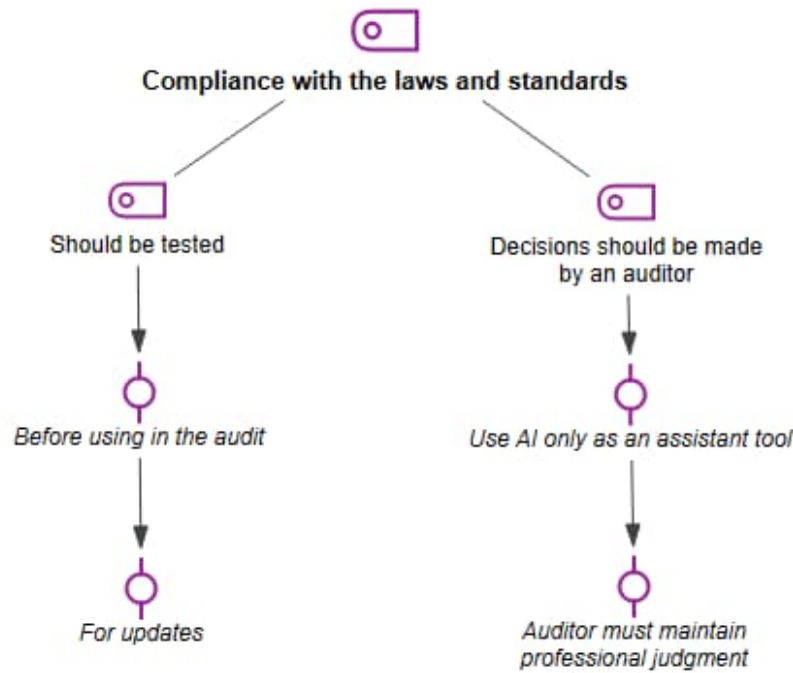 Compliance with the laws and standards
Should be tested
Decisions should be made
by an auditor
Before using in the audit
Use AI only as an assistant tool
For updates
Auditor must maintain
professional judgment